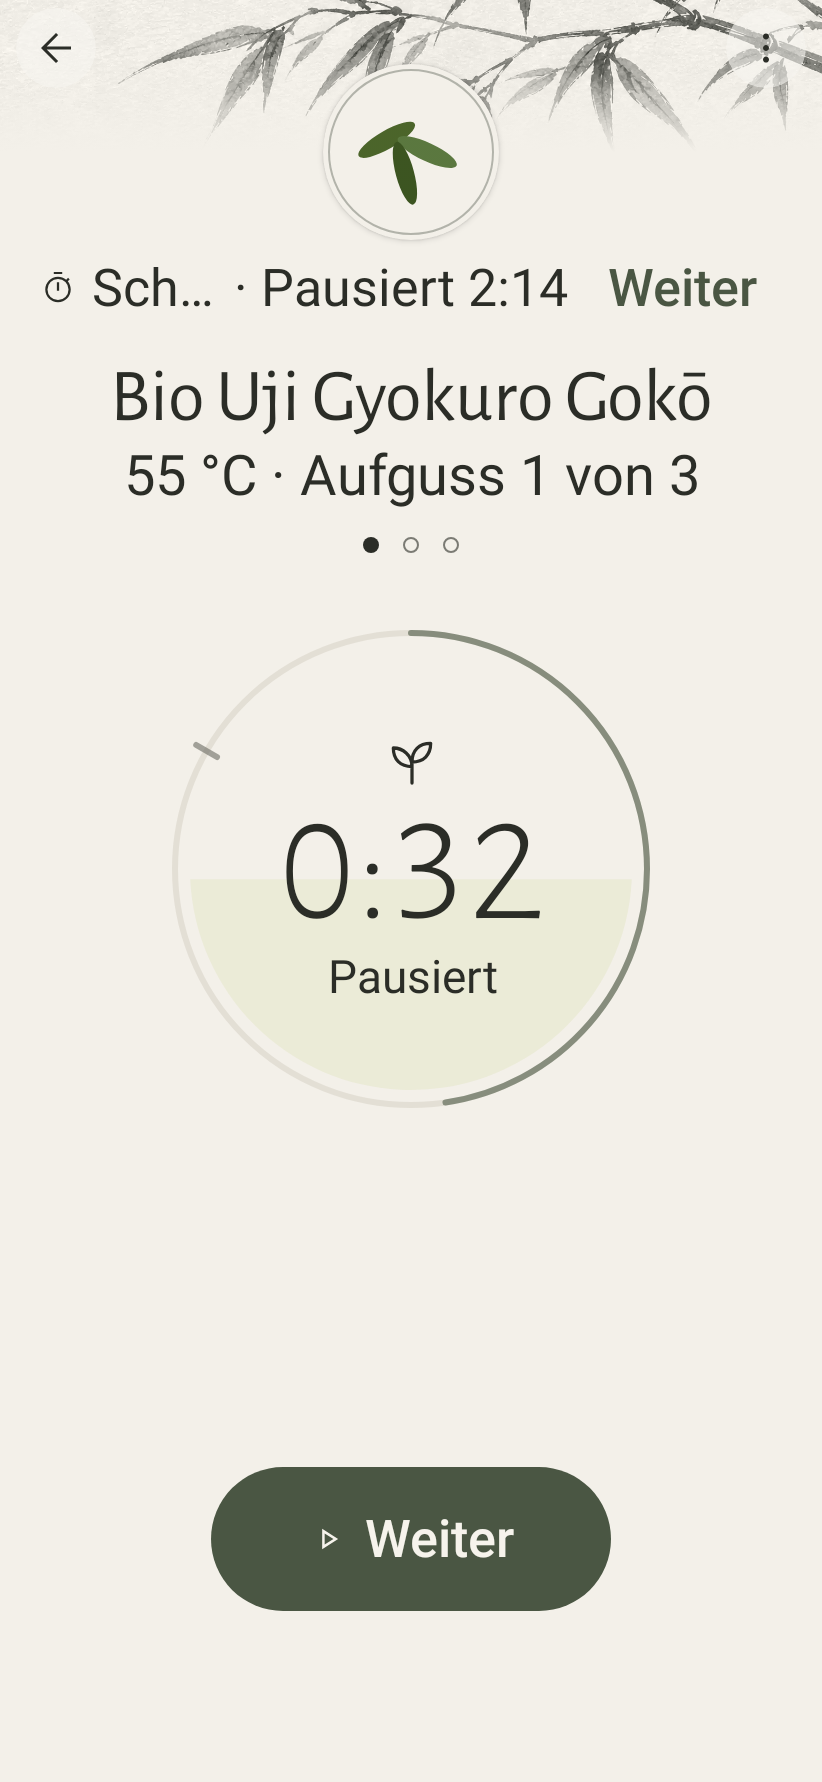 Sch... · Pausiert 2:14 Weiter
Bio Uji Gyokuro Gokō
55 °C · Aufguss 1 von 3
0:32
Pausiert
Weiter